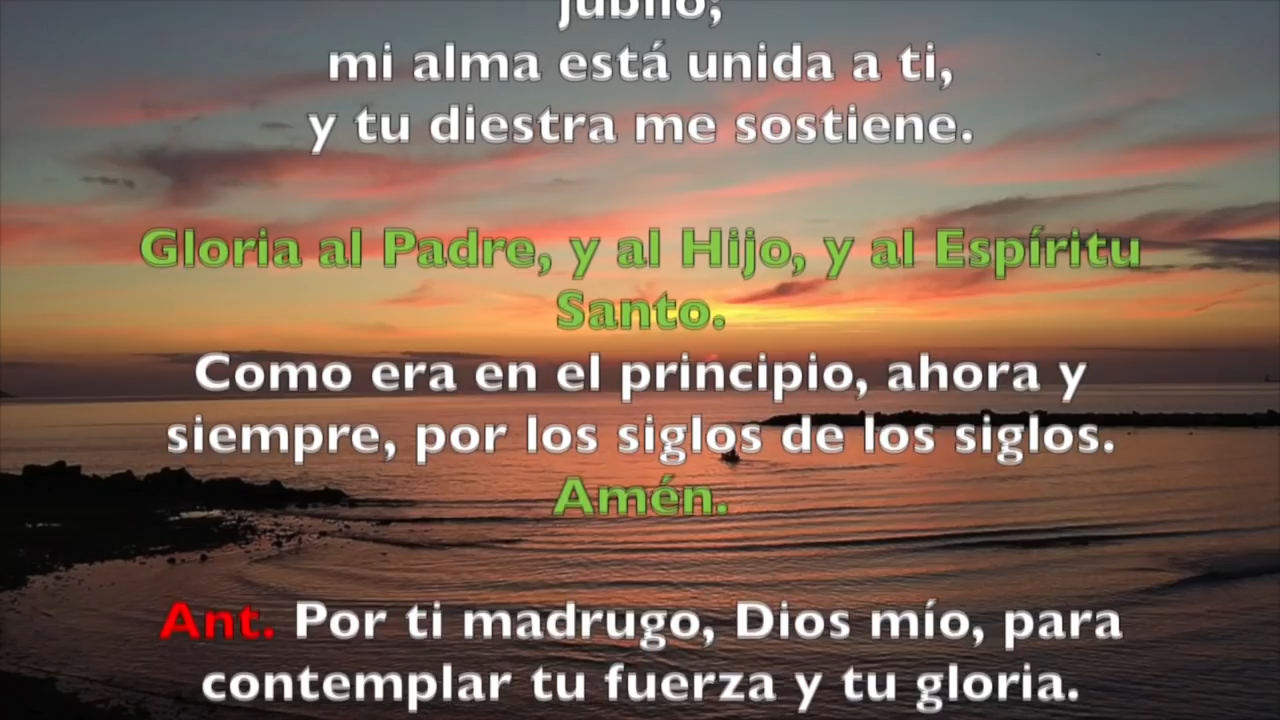 júbilo;
mi alma está unida a ti,
y tu diestra me sostiene.
Gloria al Padre, y al Hijo, y al Espíritu
Santo.
Como era en el principio, ahora y
siempre, por los siglos de los siglos.
Amén.
Ant. Por ti madrugo, Dios mío, para
contemplar tu fuerza y tu gloria.